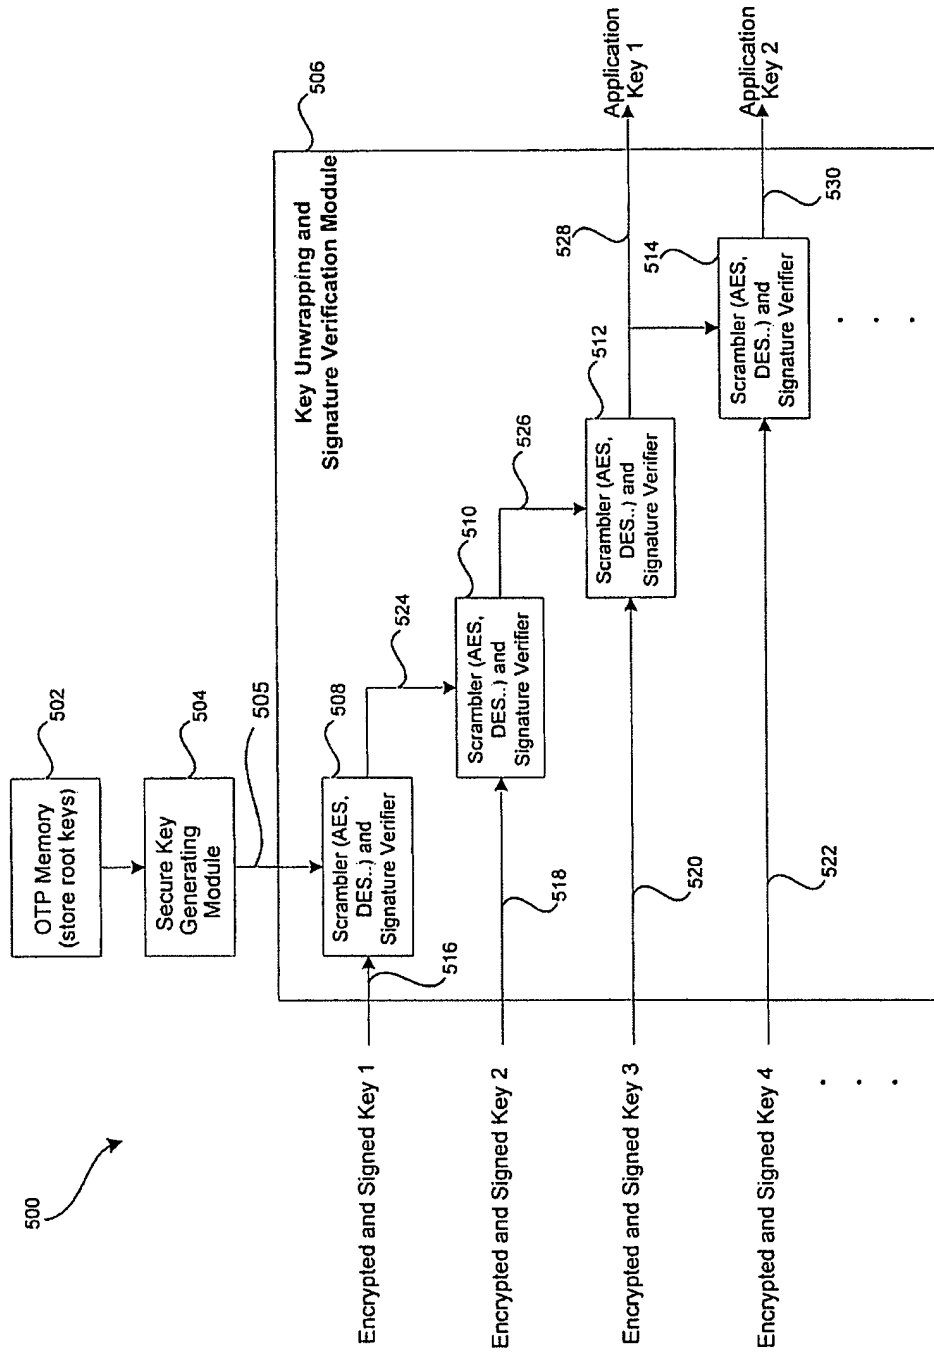 500
OTP Memory
(store root keys)
502
Secure Key
Generating
Module
504
505
506
Key Unwrapping and
Signature Verification Module
Encrypted and Signed Key 1
516
Scrambler (AES,
DES..) and
Signature Verifier
508
524
Encrypted and Signed Key 2
518
Scrambler (AES,
DES..) and
Signature Verifier
510
526
Encrypted and Signed Key 3
520
Scrambler (AES,
DES..) and
Signature Verifier
512
528
Application
Key 1
Encrypted and Signed Key 4
522
Scrambler (AES,
DES..) and
Signature Verifier
514
530
Application
Key 2
. . .
. . .